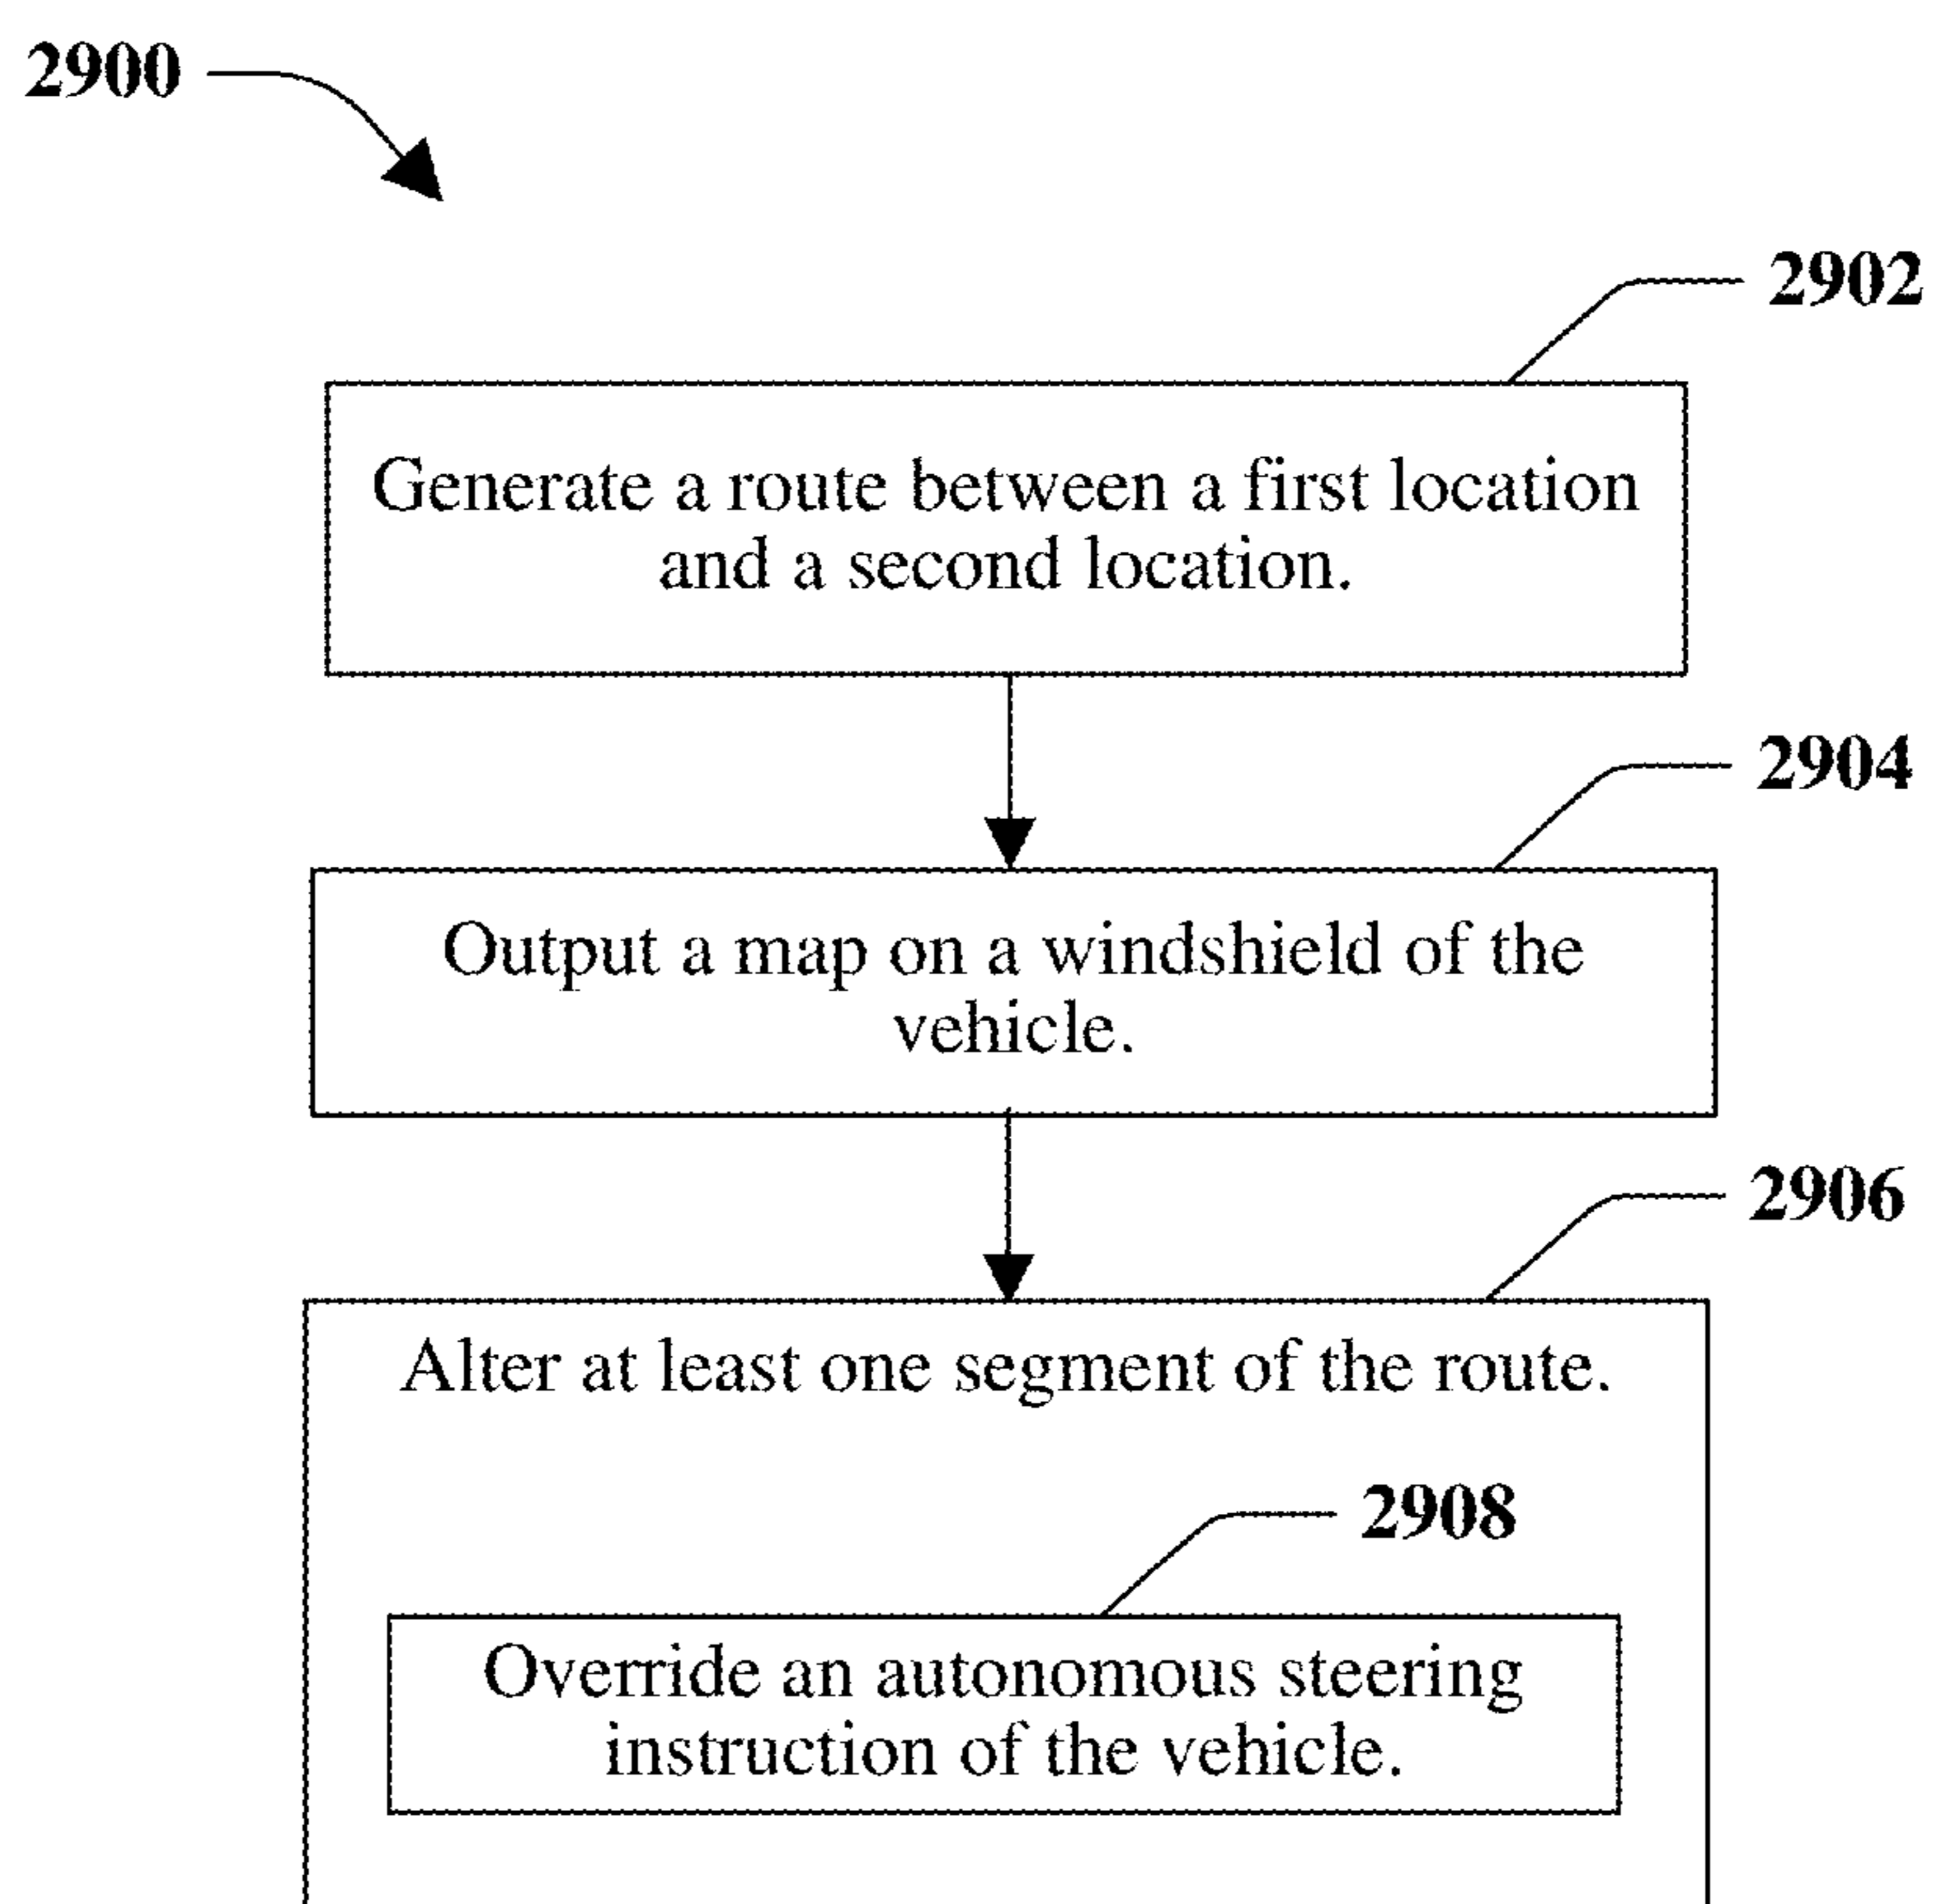 2900
2902
Generate a route between a first location
and a second location.
2904
Output a map on a windshield of the
vehicle.
2906
Alter at least one segment of the route.
2908
Override an autonomous steering
instruction of the vehicle.